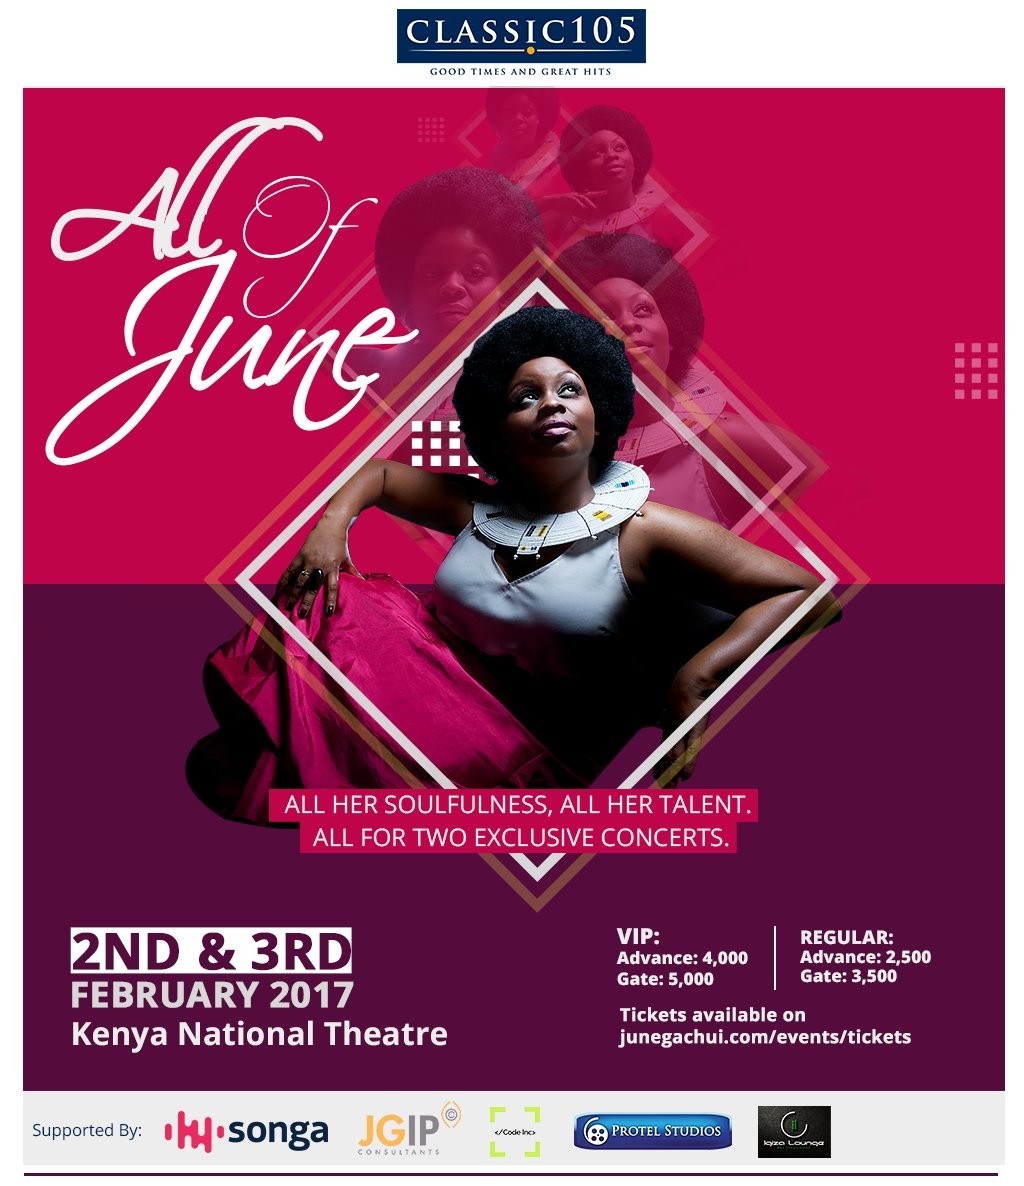 CLASSIC105
GOOD TIMES AND GREAT HITS
All Of
June
ALL HER SOULFULNESS, ALL HER TALENT.
ALL FOR TWO EXCLUSIVE CONCERTS.
2ND & 3RD
FEBRUARY 2017
Kenya National Theatre
VIP:
Advance: 4,000
Gate: 5,000
REGULAR:
Advance: 2,500
Gate: 3,500
Tickets available on
junegachui.com/events/tickets
Supported By:
songa
JGIP ©
CONSULTANTS
</Code Inc>
PROTEL STUDIOS
Iqiza Lounge